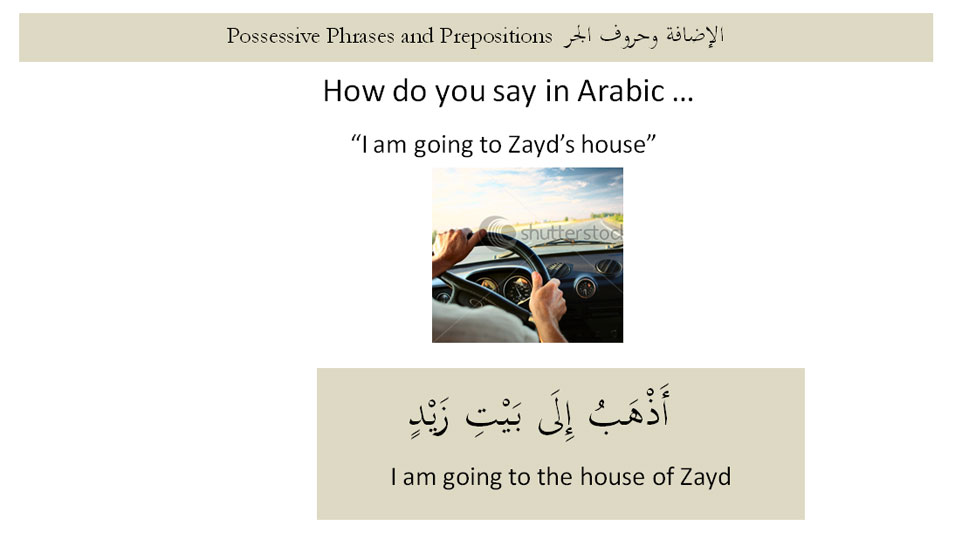 Possessive Phrases and Prepositions الإضافة وحروف الجر
How do you say in Arabic ...
“I am going to Zayd’s house”
shutterstoc
أَذْهَبُ إِلَى بَيْتِ زَيْدٍ
I am going to the house of Zayd